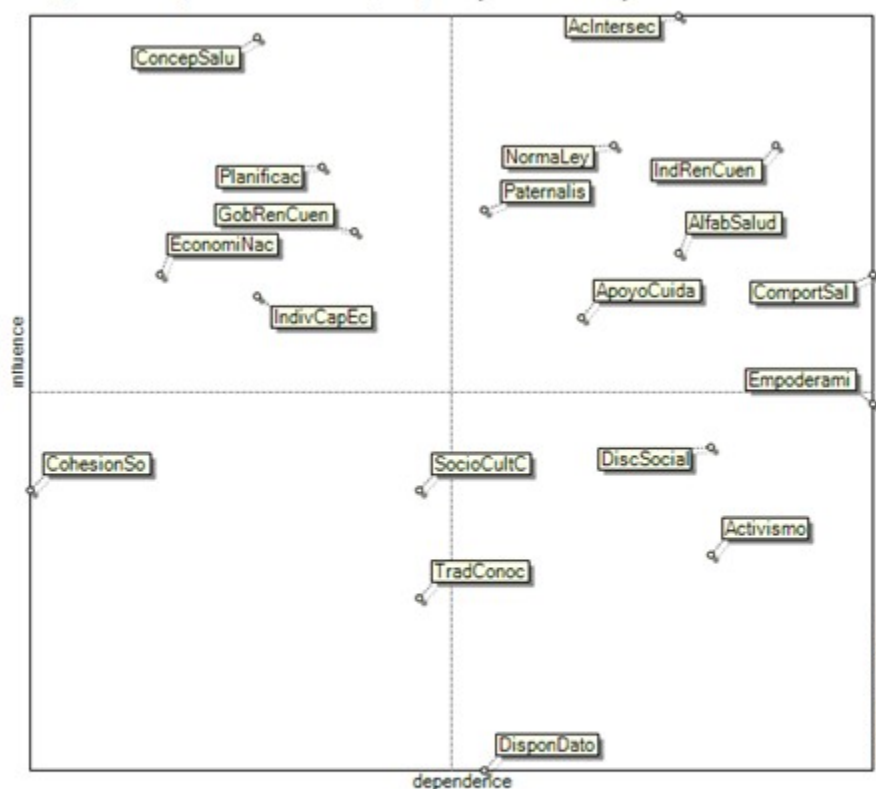 AcIntersec
ConcepSalu
NormaLey
IndRenCuen
Planificac
Paternalis
GobRenCuen
AlfabSalud
EconomiNac
ApoyoCuida
ComportSal
IndivCapEc
influence
Empoderami
CohesionSo
SocioCultC
DiscSocial
Activismo
TradConoc
DisponDato
dependence